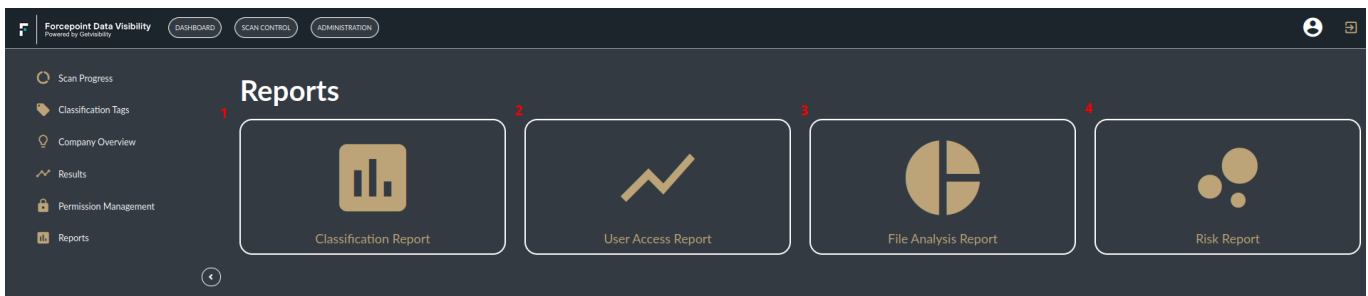 Forcepoint Data Visibility
Powered by Getvisibility
DASHBOARD
SCAN CONTROL
ADMINISTRATION
Scan Progress
Classification Tags
Company Overview
Results
Permission Management
Reports
Reports
1
2
3
4
Classification Report
User Access Report
File Analysis Report
Risk Report